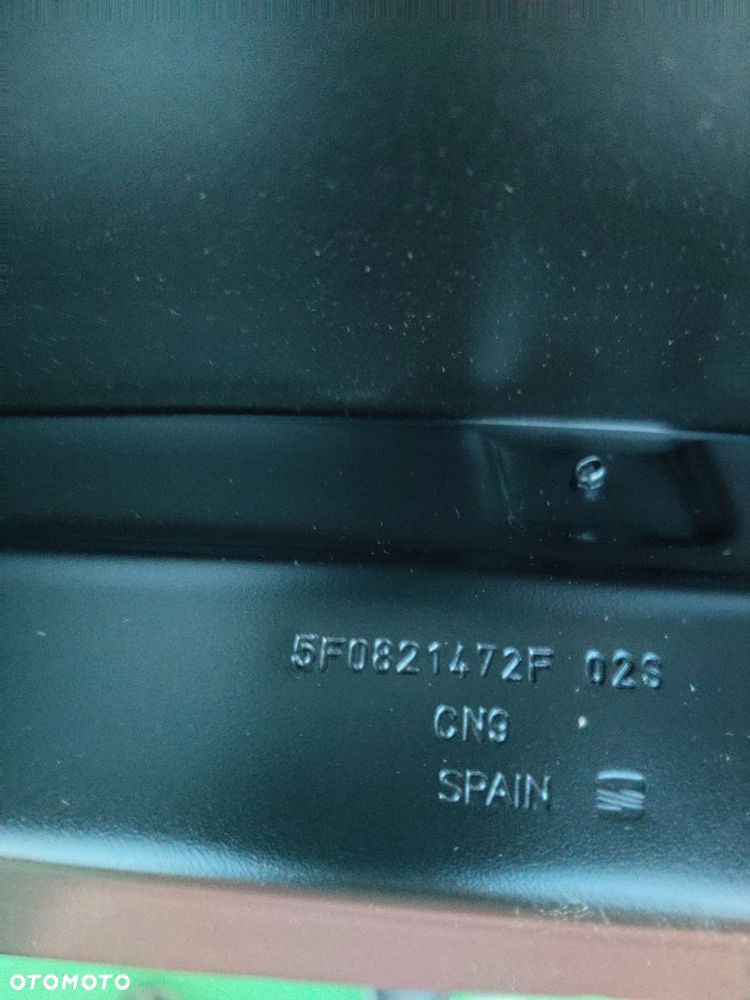 5F0821472F 02S
CN9
SPAIN
OTOMOTO